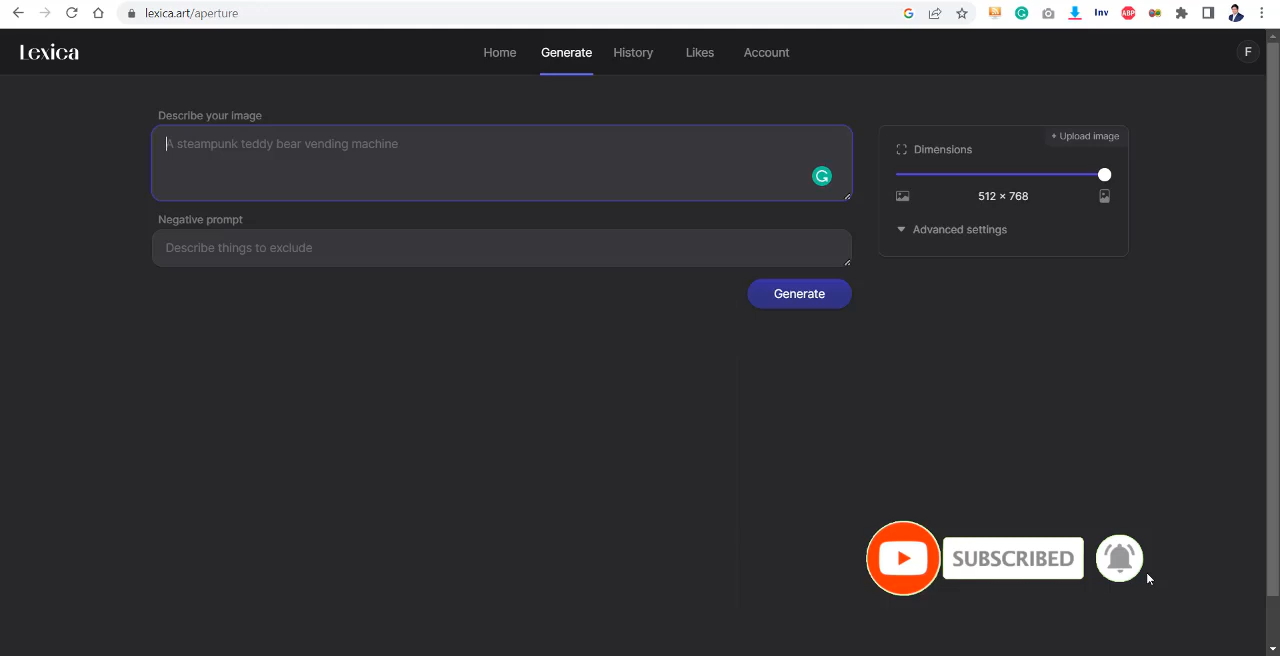 lexica.art/aperture
Inv
ABP
Lexica
Home Generate History Likes Account
F
Describe your image
A steampunk teddy bear vending machine
+ Upload image
Dimensions
512 × 768
Advanced settings
Negative prompt
Describe things to exclude
Generate
SUBSCRIBED